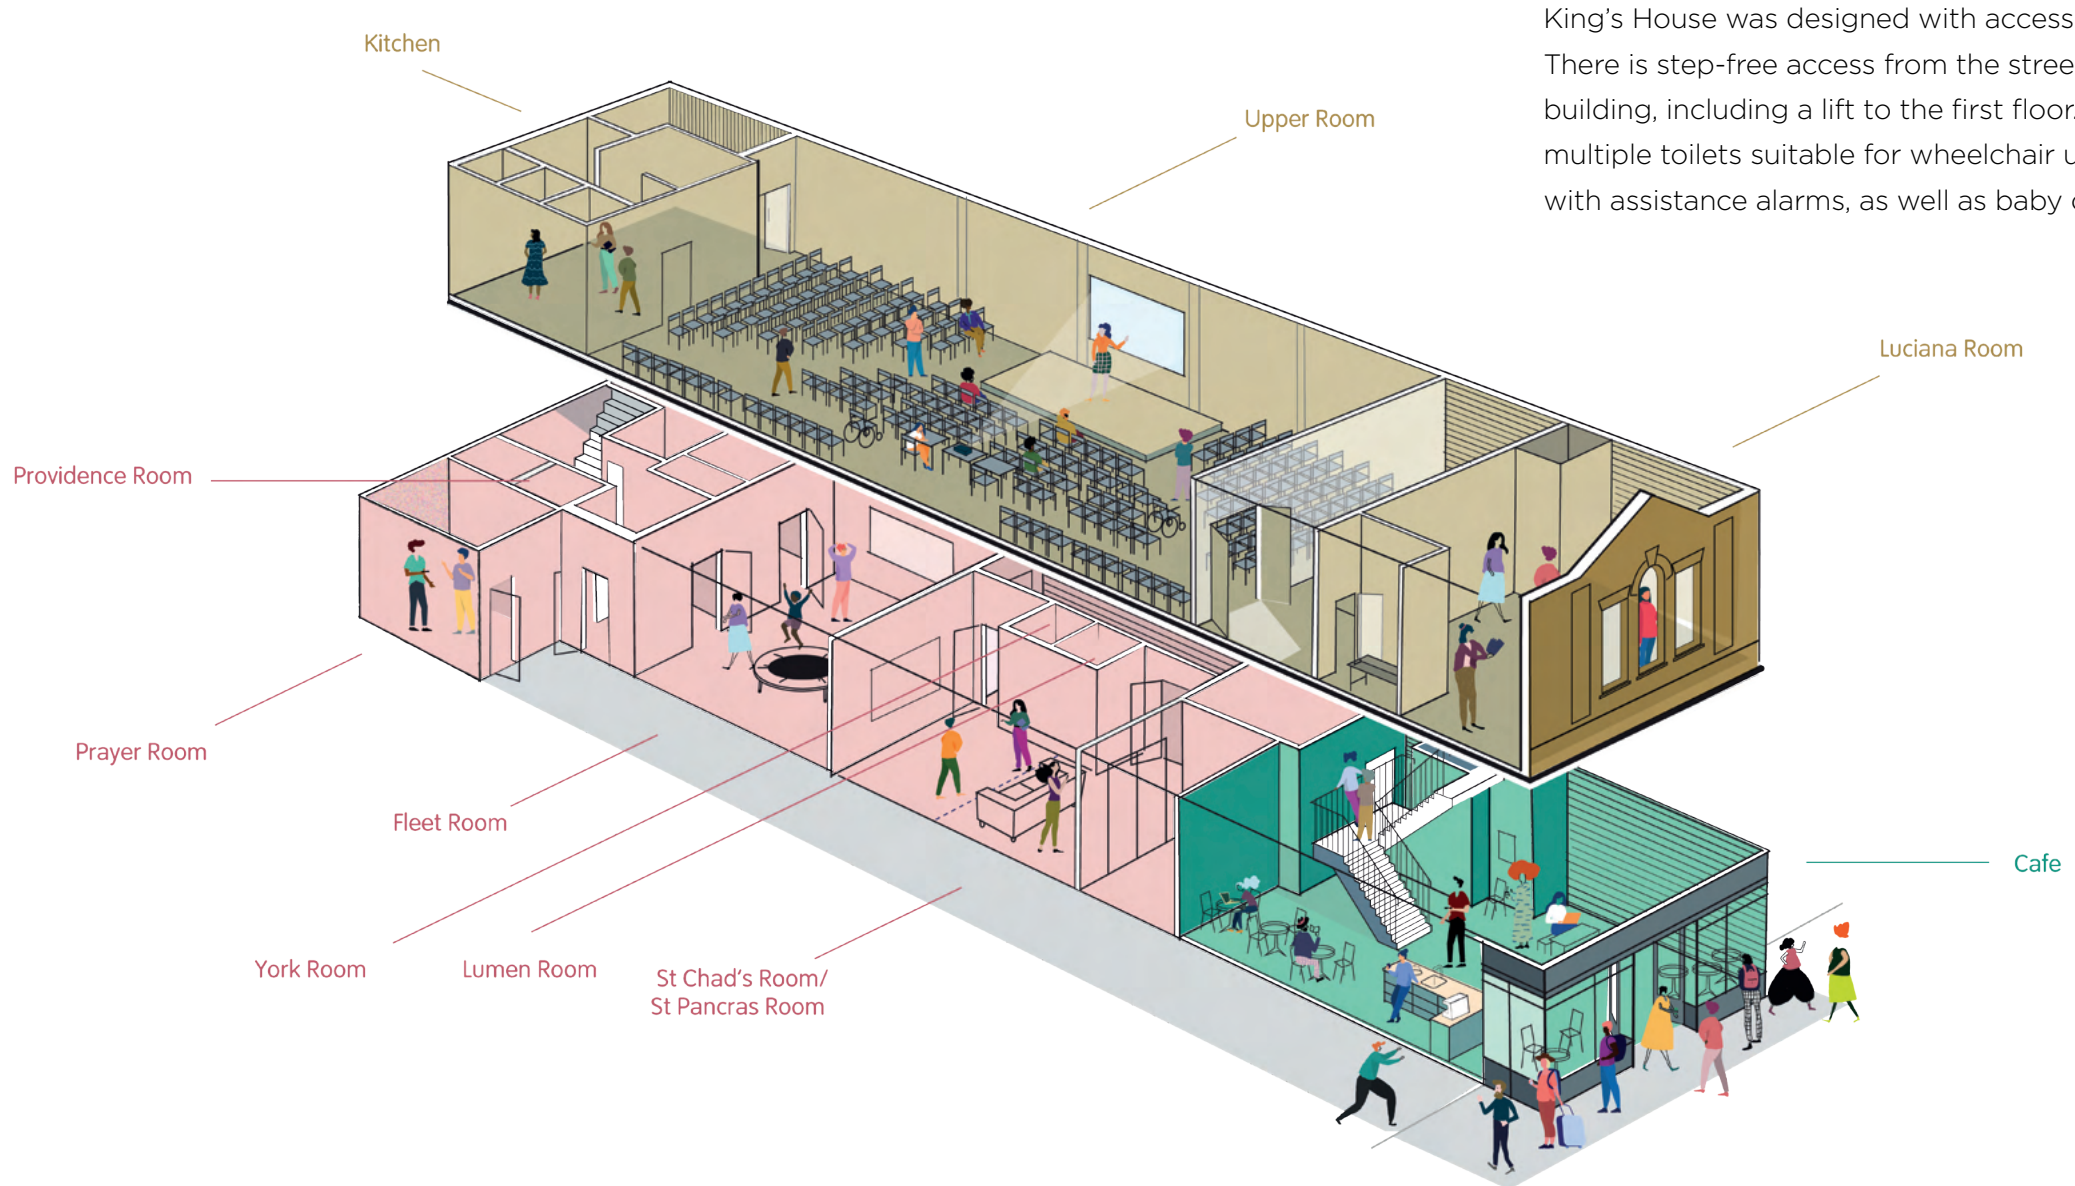 King’s House was designed with access
There is step-free access from the stree
building, including a lift to the first floor.
multiple toilets suitable for wheelchair u
with assistance alarms, as well as baby c
Kitchen
Upper Room
Luciana Room
Providence Room
Prayer Room
Fleet Room
York Room
Lumen Room
St Chad’s Room/
St Pancras Room
Cafe